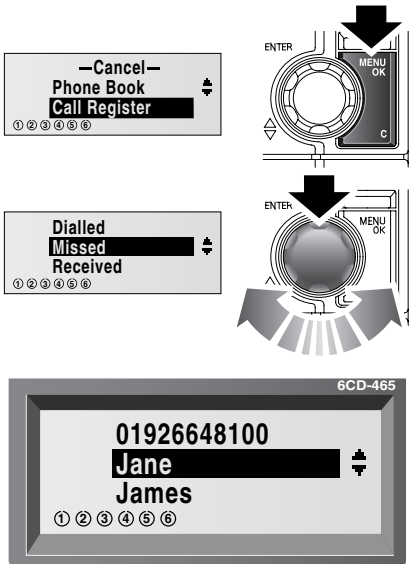 ENTER
MENU
OK
C
—Cancel—
Phone Book
Call Register
①②③④⑤⑥
ENTER
MENU
OK
Dialled
Missed
Received
①②③④⑤⑥
6CD-465
01926648100
Jane
James
①②③④⑤⑥